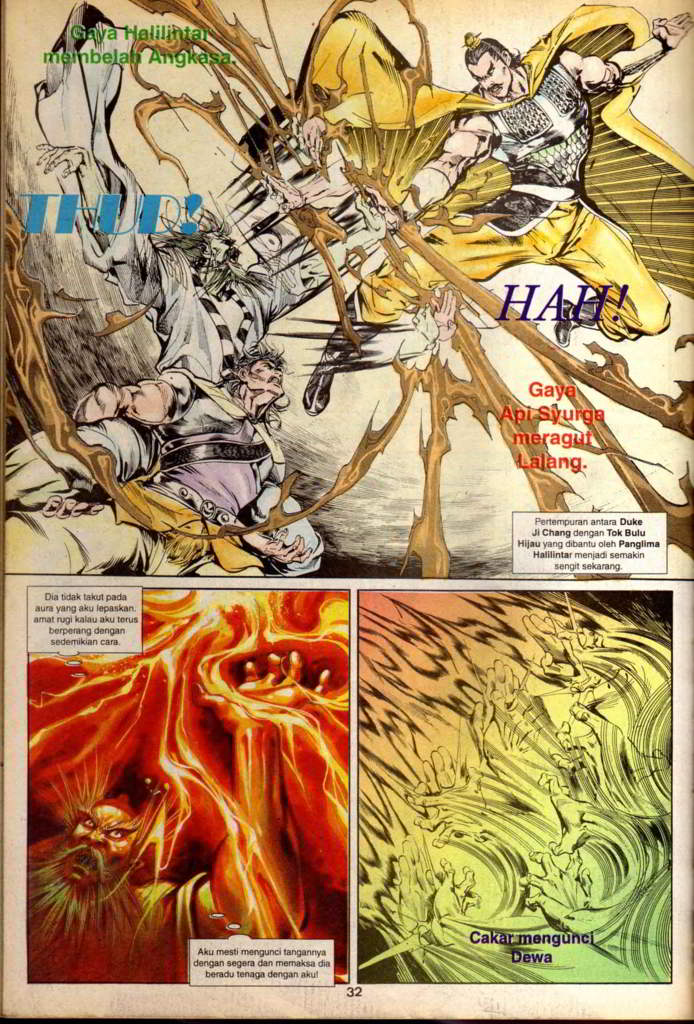 Gaya Halilintar
membelah Angkasa.
THUD!
HAH!
Gaya
Api Syurga
meragut
Lalang.
Pertempuran antara Duke
Ji Chang dengan Tok Bulu
Hijau yang dibantu oleh Panglima
Halilintar menjadi semakin
sengit sekarang.
Dia tidak takut pada
aura yang aku lepaskan.
amat rugi kalau aku terus
berperang dengan
sedemikian cara.
Aku mesti mengunci tangannya
dengan segera dan memaksa dia
beradu tenaga dengan aku!
Cakar mengunci
Dewa
32